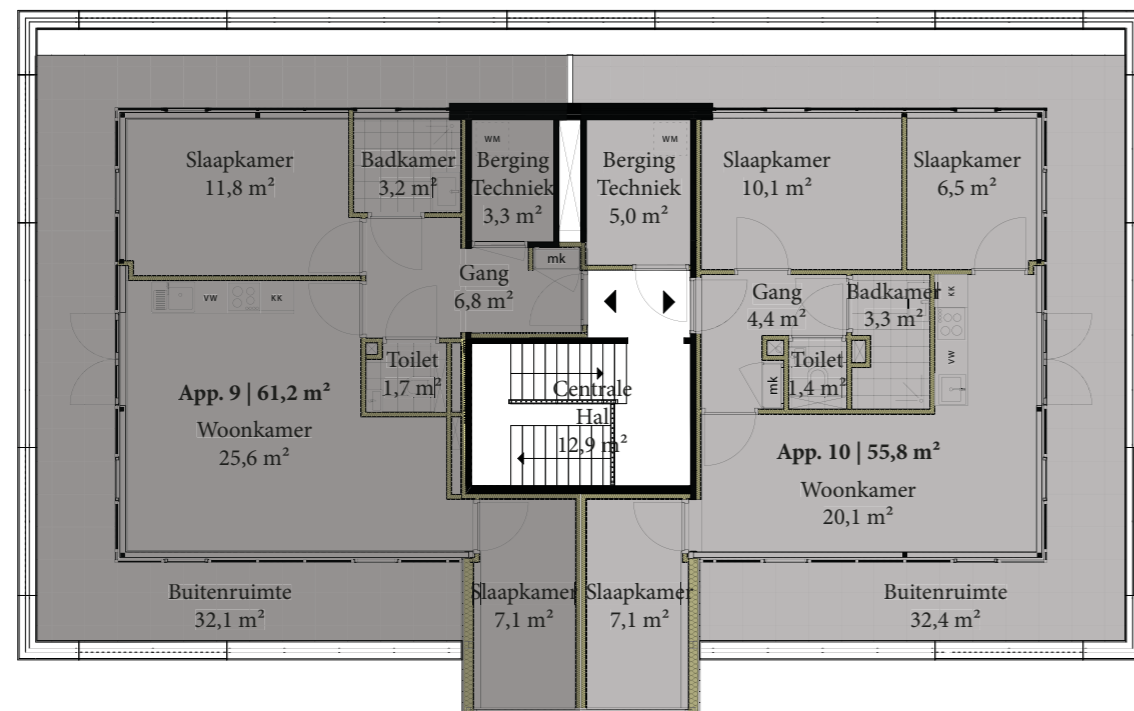 Slaapkamer
11,8 m²
Badkamer
3,2 m²
WM
Berging
Techniek
3,3 m²
WM
Berging
Techniek
5,0 m²
Slaapkamer
10,1 m²
Slaapkamer
6,5 m²
mk
Gang
6,8 m²
VW
KK
Gang
4,4 m²
Badkamer
3,3 m²
KK
VW
Toilet
1,7 m²
Toilet
1,4 m²
mk
App. 9 | 61,2 m²
Woonkamer
25,6 m²
Centrale
Hal
12,9 m²
App. 10 | 55,8 m²
Woonkamer
20,1 m²
Buitenruimte
32,1 m²
Slaapkamer
7,1 m²
Slaapkamer
7,1 m²
Buitenruimte
32,4 m²